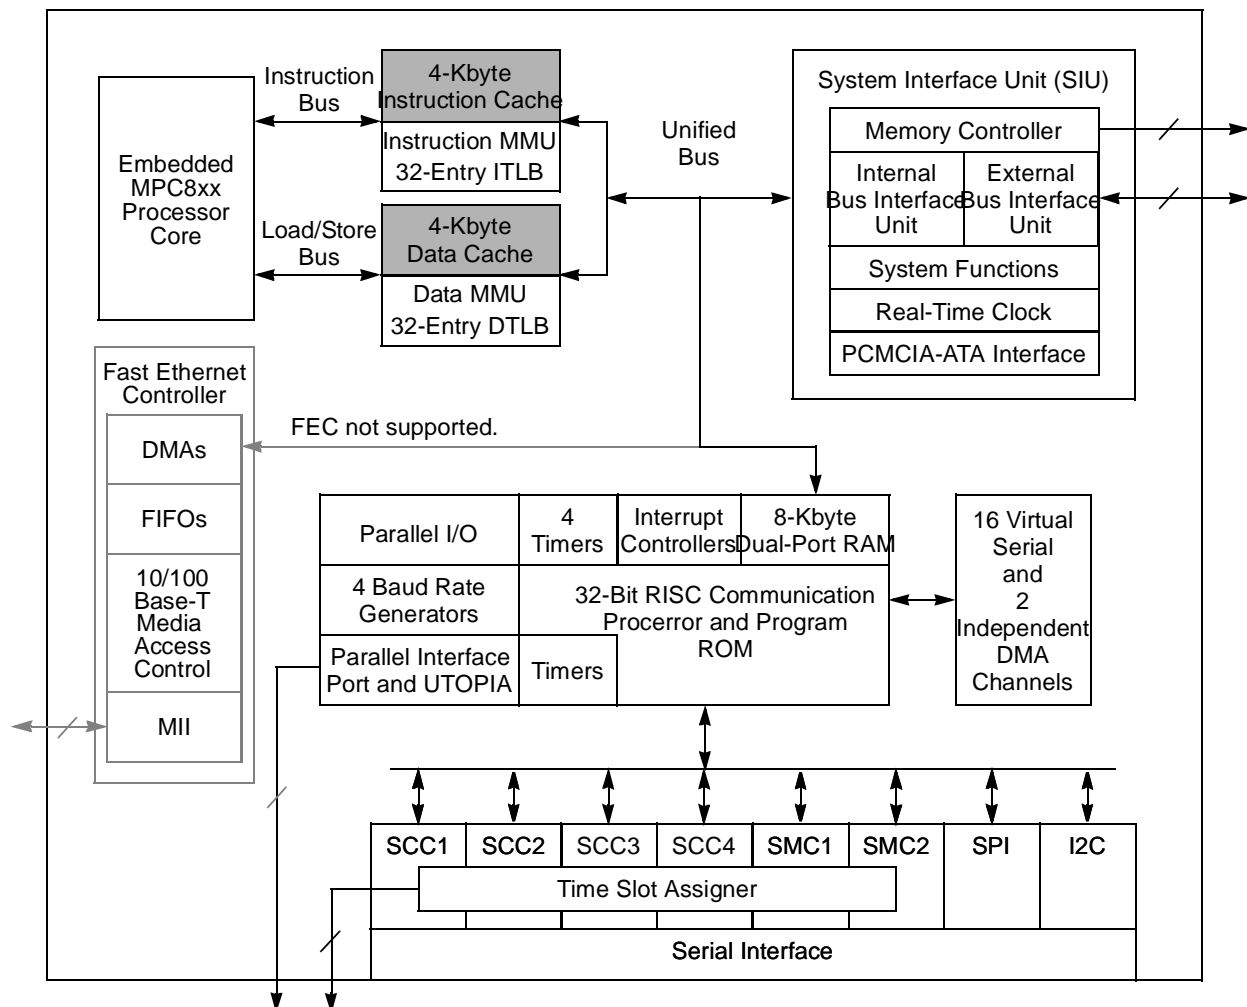 4-Kbyte
Instruction Cache
Instruction
Bus
Instruction MMU
32-Entry ITLB
Embedded
MPC8xx
Processor
Core
Load/Store
Bus
4-Kbyte
Data Cache
Data MMU
32-Entry DTLB
Unified
Bus
System Interface Unit (SIU)
Memory Controller
Internal
Bus Interface
Unit
External
Bus Interface
Unit
System Functions
Real-Time Clock
PCMCIA-ATA Interface
Fast Ethernet
Controller
DMAs
FIFOs
10/100
Base-T
Media
Access
Control
MII
FEC not supported.
Parallel I/O
4
Timers
Interrupt
Controllers
8-Kbyte
Dual-Port RAM
4 Baud Rate
Generators
32-Bit RISC Communication
Procerror and Program
ROM
Parallel Interface
Port and UTOPIA
Timers
16 Virtual
Serial
and
2
Independent
DMA
Channels
SCC1
SCC2
SCC3
SCC4
SMC1
SMC2
SPI
I2C
Time Slot Assigner
Serial Interface